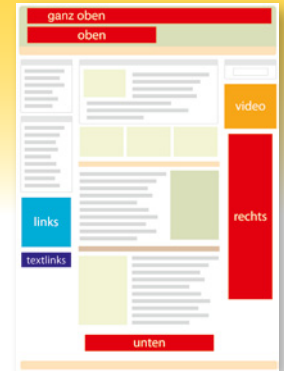 ganz oben
oben
video
links
rechts
textlinks
unten